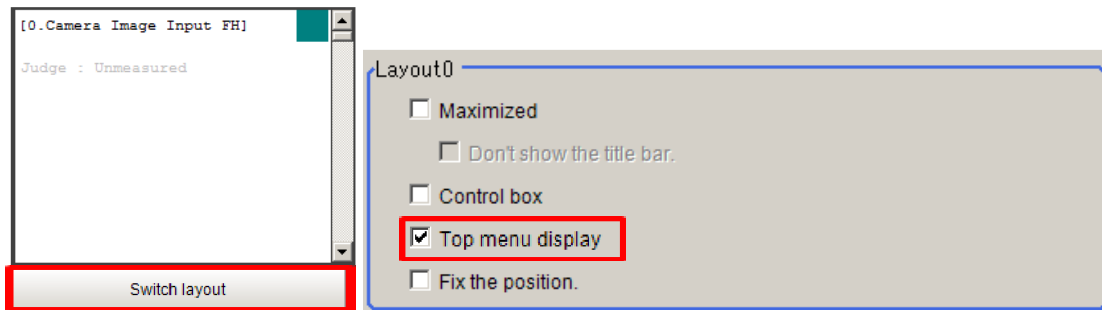 [0.Camera Image Input FH]
Judge : Unmeasured
Switch layout
Layout0
Maximized
Don't show the title bar.
Control box
Top menu display
Fix the position.